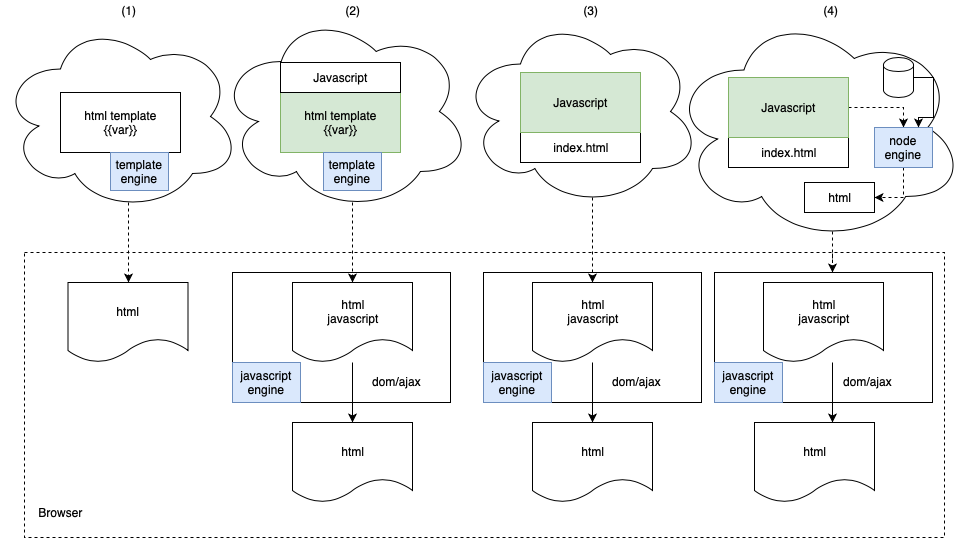 (1)
(2)
(3)
(4)
html template
{{var}}
template
engine
Javascript
html template
{{var}}
template
engine
Javascript
index.html
Javascript
index.html
node
engine
html
html
html
javascript
javascript
engine
dom/ajax
html
html
javascript
javascript
engine
dom/ajax
html
html
javascript
javascript
engine
dom/ajax
html
Browser